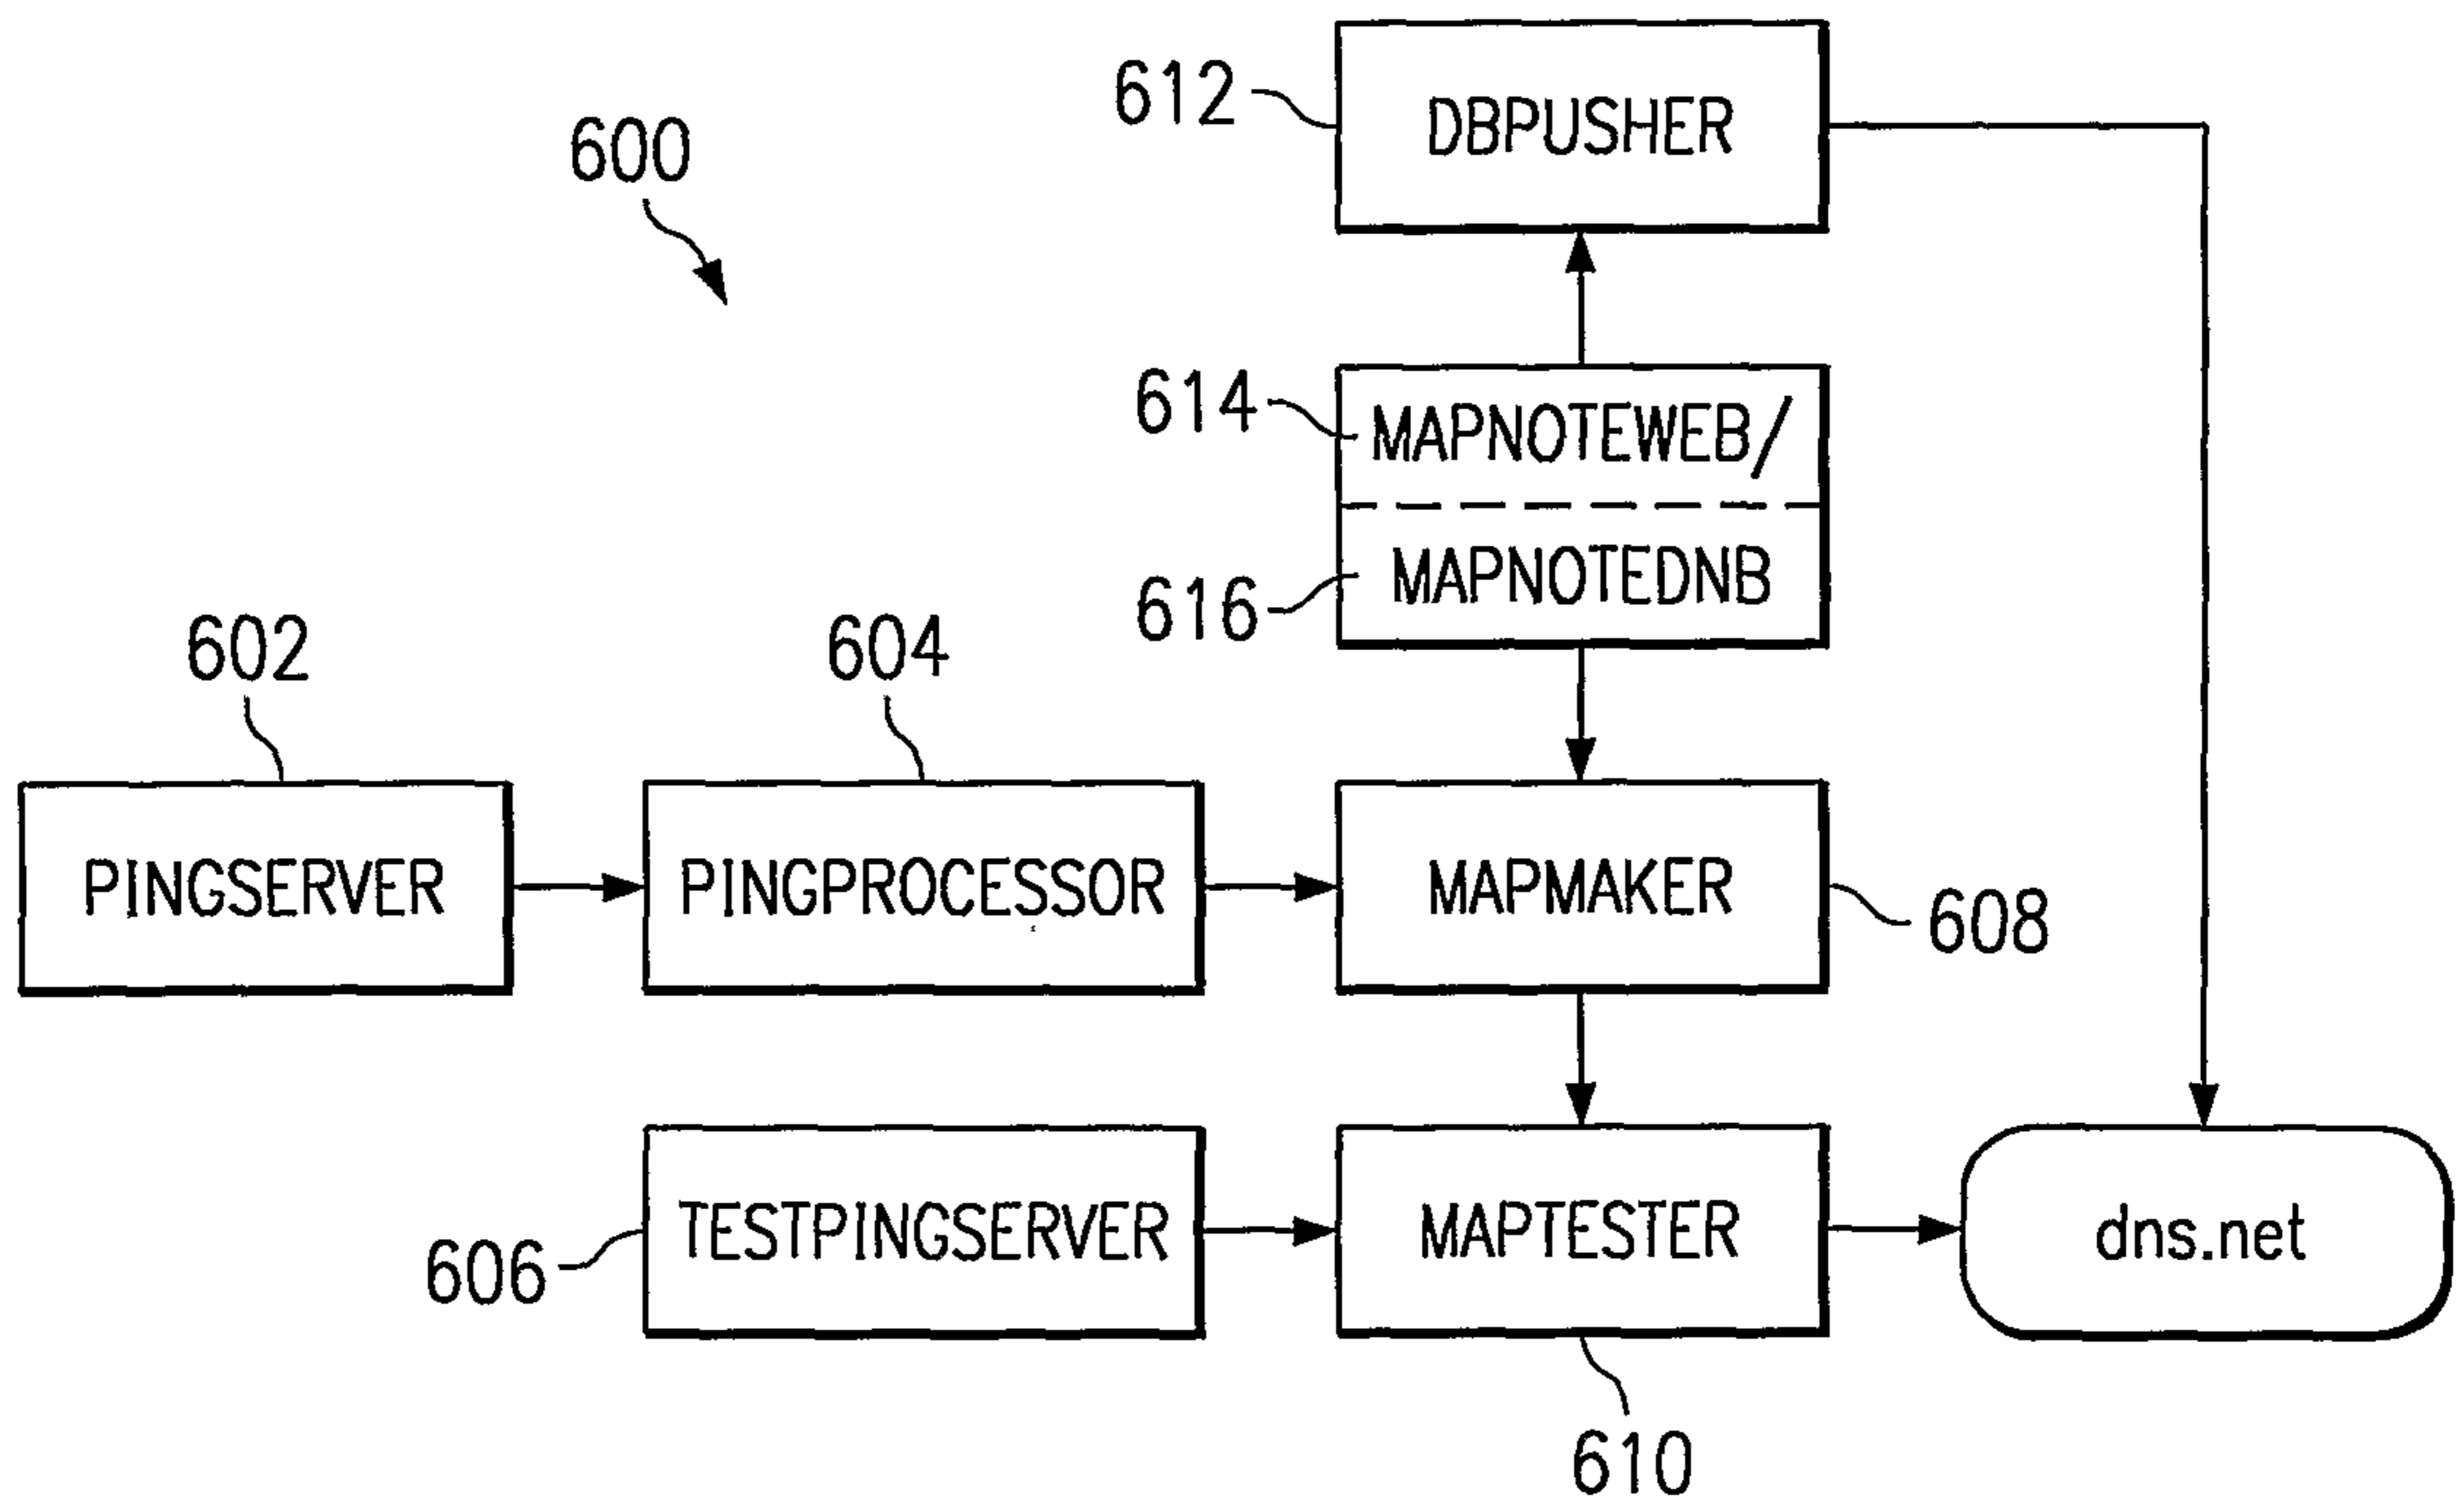 612
DBPUSHER
600
614
MAPNOTEWEB/
616
MAPNOTEDNB
602
604
PINGSERVER
PINGPROCESSOR
MAPMAKER
608
606
TESTPINGSERVER
MAPTESTER
dns.net
610